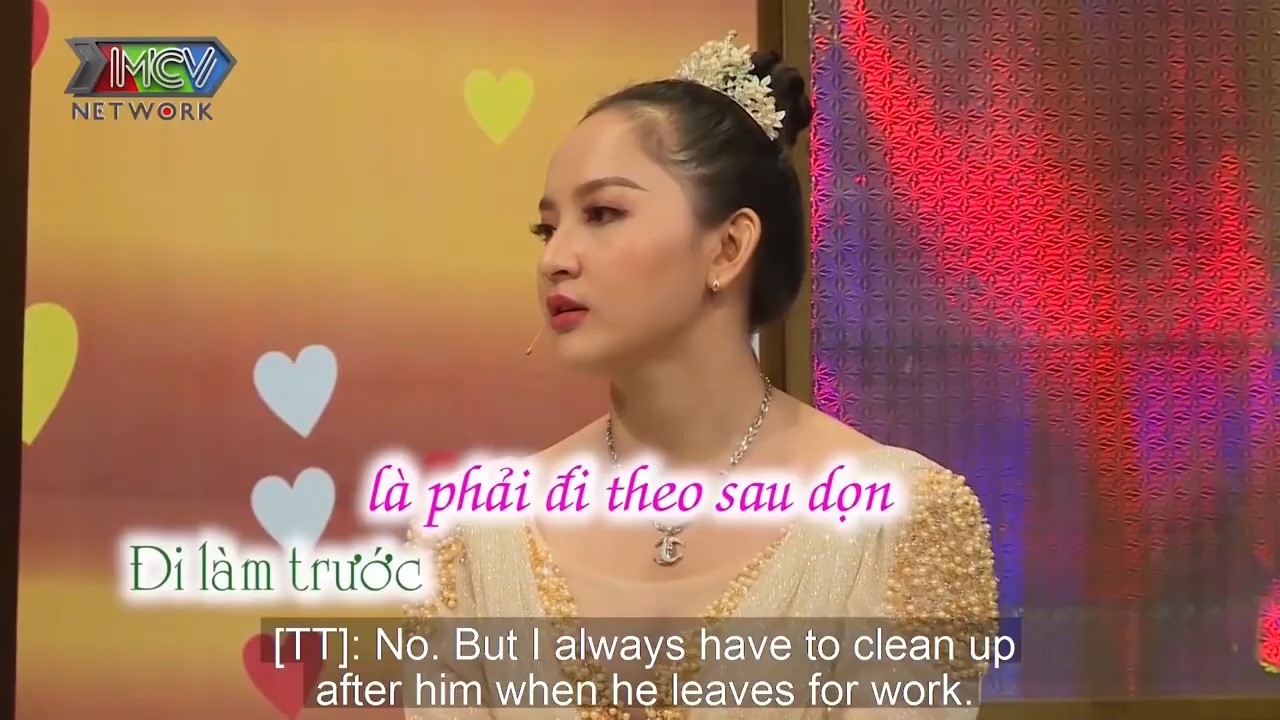 MCV
NETWORK
là phải đi theo sau dọn
Đi làm trước
[TT]: No. But I always have to clean up
after him when he leaves for work.